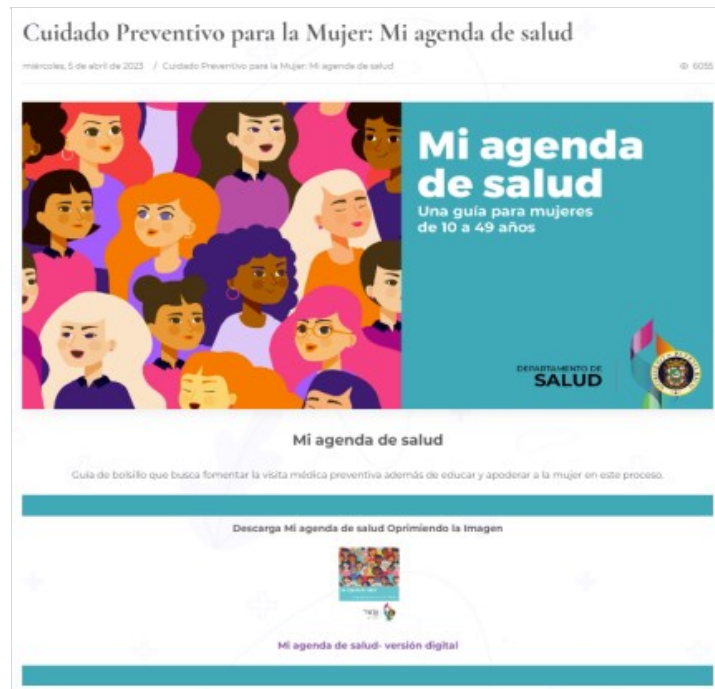 Cuidado Preventivo para la Mujer: Mi agenda de salud
miércoles, 5 de abril de 2023 / Cuidado Preventivo para la Mujer: Mi agenda de salud 6055
Mi agenda
de salud
Una guía para mujeres
de 10 a 49 años
DEPARTAMENTO DE
SALUD
Mi agenda de salud
Guía de bolsillo que busca fomentar la visita médica preventiva además de educar y apoderar a la mujer en este proceso.
Descarga Mi agenda de salud Oprimiendo la Imagen
Mi agenda de salud- versión digital